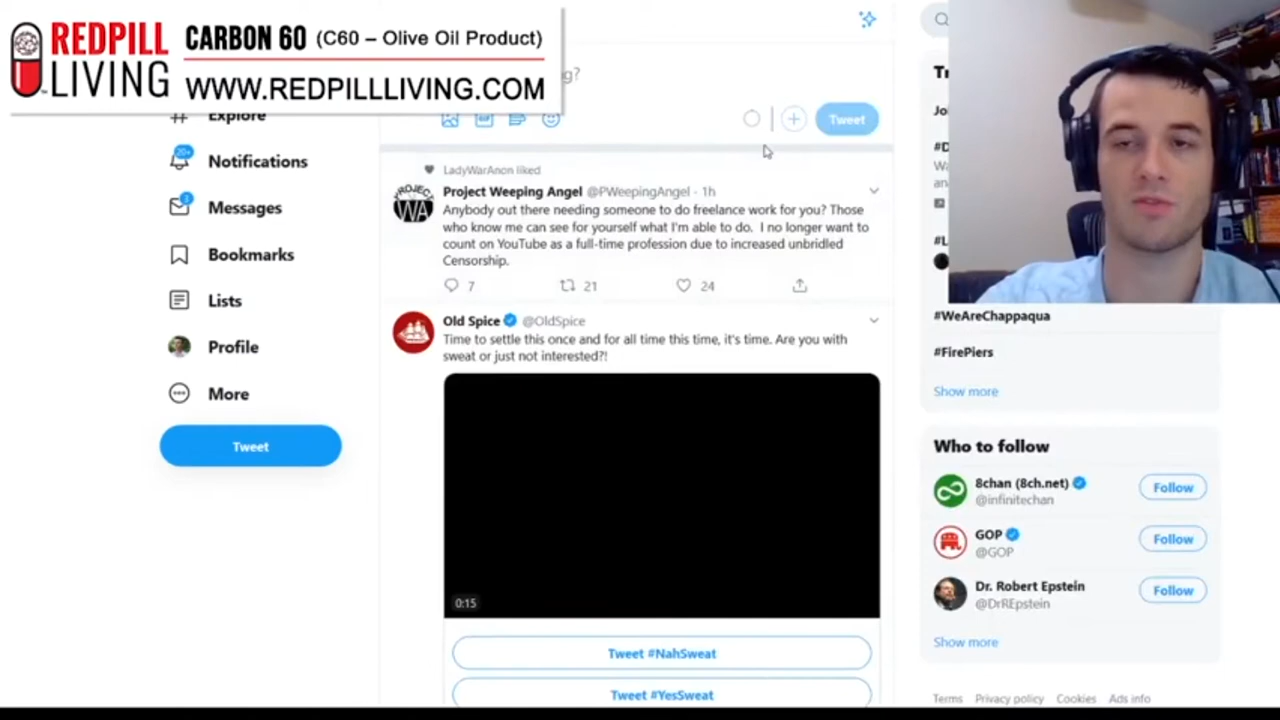 REDPILL
LIVING
CARBON 60 (C60 – Olive Oil Product)
WWW.REDPILLLIVING.COM
Explore
20+
Notifications
Messages
Bookmarks
Lists
Profile
More
Tweet
Tweet
LadyWarAnon liked
PROJECT
WA
Project Weeping Angel @PWeepingAngel · 1h
Anybody out there needing someone to do freelance work for you? Those
who know me can see for yourself what I'm able to do. I no longer want to
count on YouTube as a full-time profession due to increased unbridled
Censorship.
7 21 24
Old Spice @OldSpice
Time to settle this once and for all time this time, it's time. Are you with
sweat or just not interested?!
0:15
Tweet #NahSweat
Tweet #YesSweat
#WeAreChappaqua
#FirePiers
Show more
Who to follow
8chan (8ch.net)
@infinitechan
Follow
GOP
@GOP
Follow
Dr. Robert Epstein
@DrREpstein
Follow
Show more
Terms Privacy policy Cookies Ads info